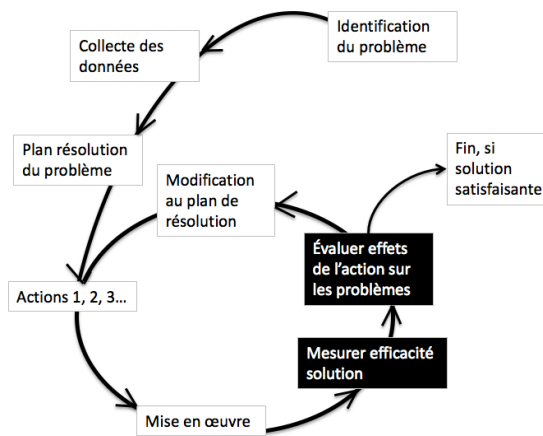 Identification
du problème
Collecte des
données
Plan résolution
du problème
Modification
au plan de
résolution
Fin, si
solution
satisfaisante
Évaluer effets
de l'action sur
les problèmes
Actions 1, 2, 3...
Mesurer efficacité
solution
Mise en œuvre